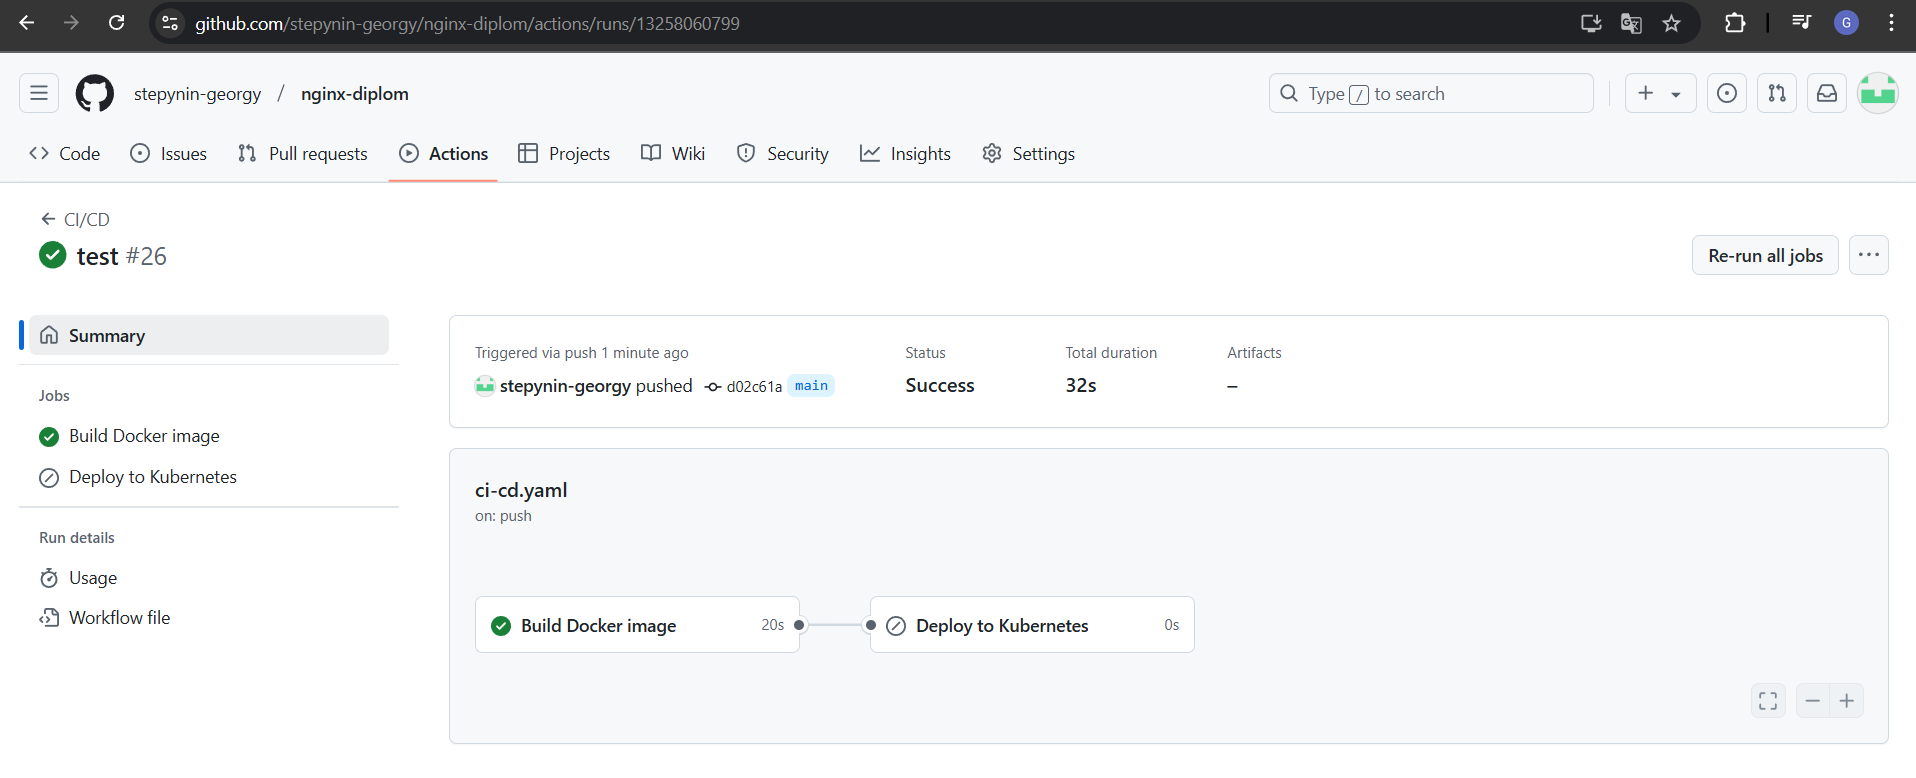 github.com/stepynin-georgy/nginx-diplom/actions/runs/13258060799
G
stepynin-georgy / nginx-diplom
Type / to search
Code Issues Pull requests Actions Projects Wiki Security Insights Settings
CI/CD
test #26
Re-run all jobs
Summary
Jobs
Build Docker image
Deploy to Kubernetes
Run details
Usage
Workflow file
Triggered via push 1 minute ago
stepynin-georgy pushed d02c61a main
Status
Success
Total duration
32s
Artifacts
–
ci-cd.yaml
on: push
Build Docker image 20s
Deploy to Kubernetes 0s